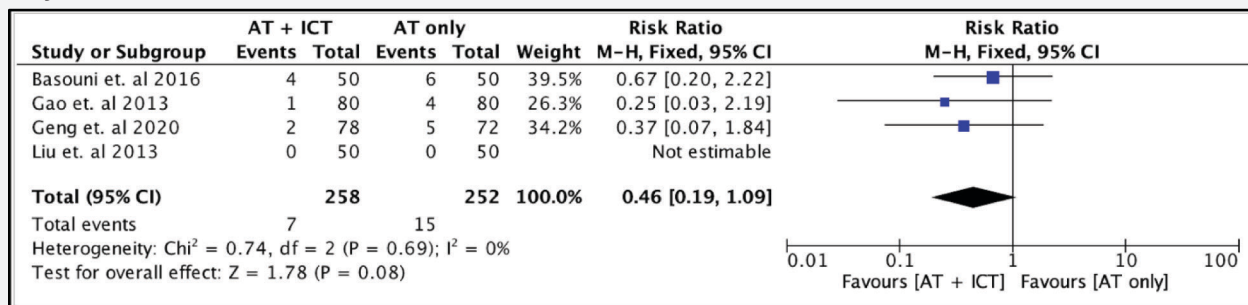 AT + ICT AT only Risk Ratio Risk Ratio
Study or Subgroup Events Total Events Total Weight M-H, Fixed, 95% CI M-H, Fixed, 95% CI
Basouni et. al 2016 4 50 6 50 39.5% 0.67 [0.20, 2.22]
Gao et. al 2013 1 80 4 80 26.3% 0.25 [0.03, 2.19]
Geng et. al 2020 2 78 5 72 34.2% 0.37 [0.07, 1.84]
Liu et. al 2013 0 50 0 50 Not estimable
Total (95% CI) 258 252 100.0% 0.46 [0.19, 1.09]
Total events 7 15
Heterogeneity: Chi² = 0.74, df = 2 (P = 0.69); I² = 0%
Test for overall effect: Z = 1.78 (P = 0.08)
0.01 0.1 1 10 100
Favours [AT + ICT] Favours [AT only]